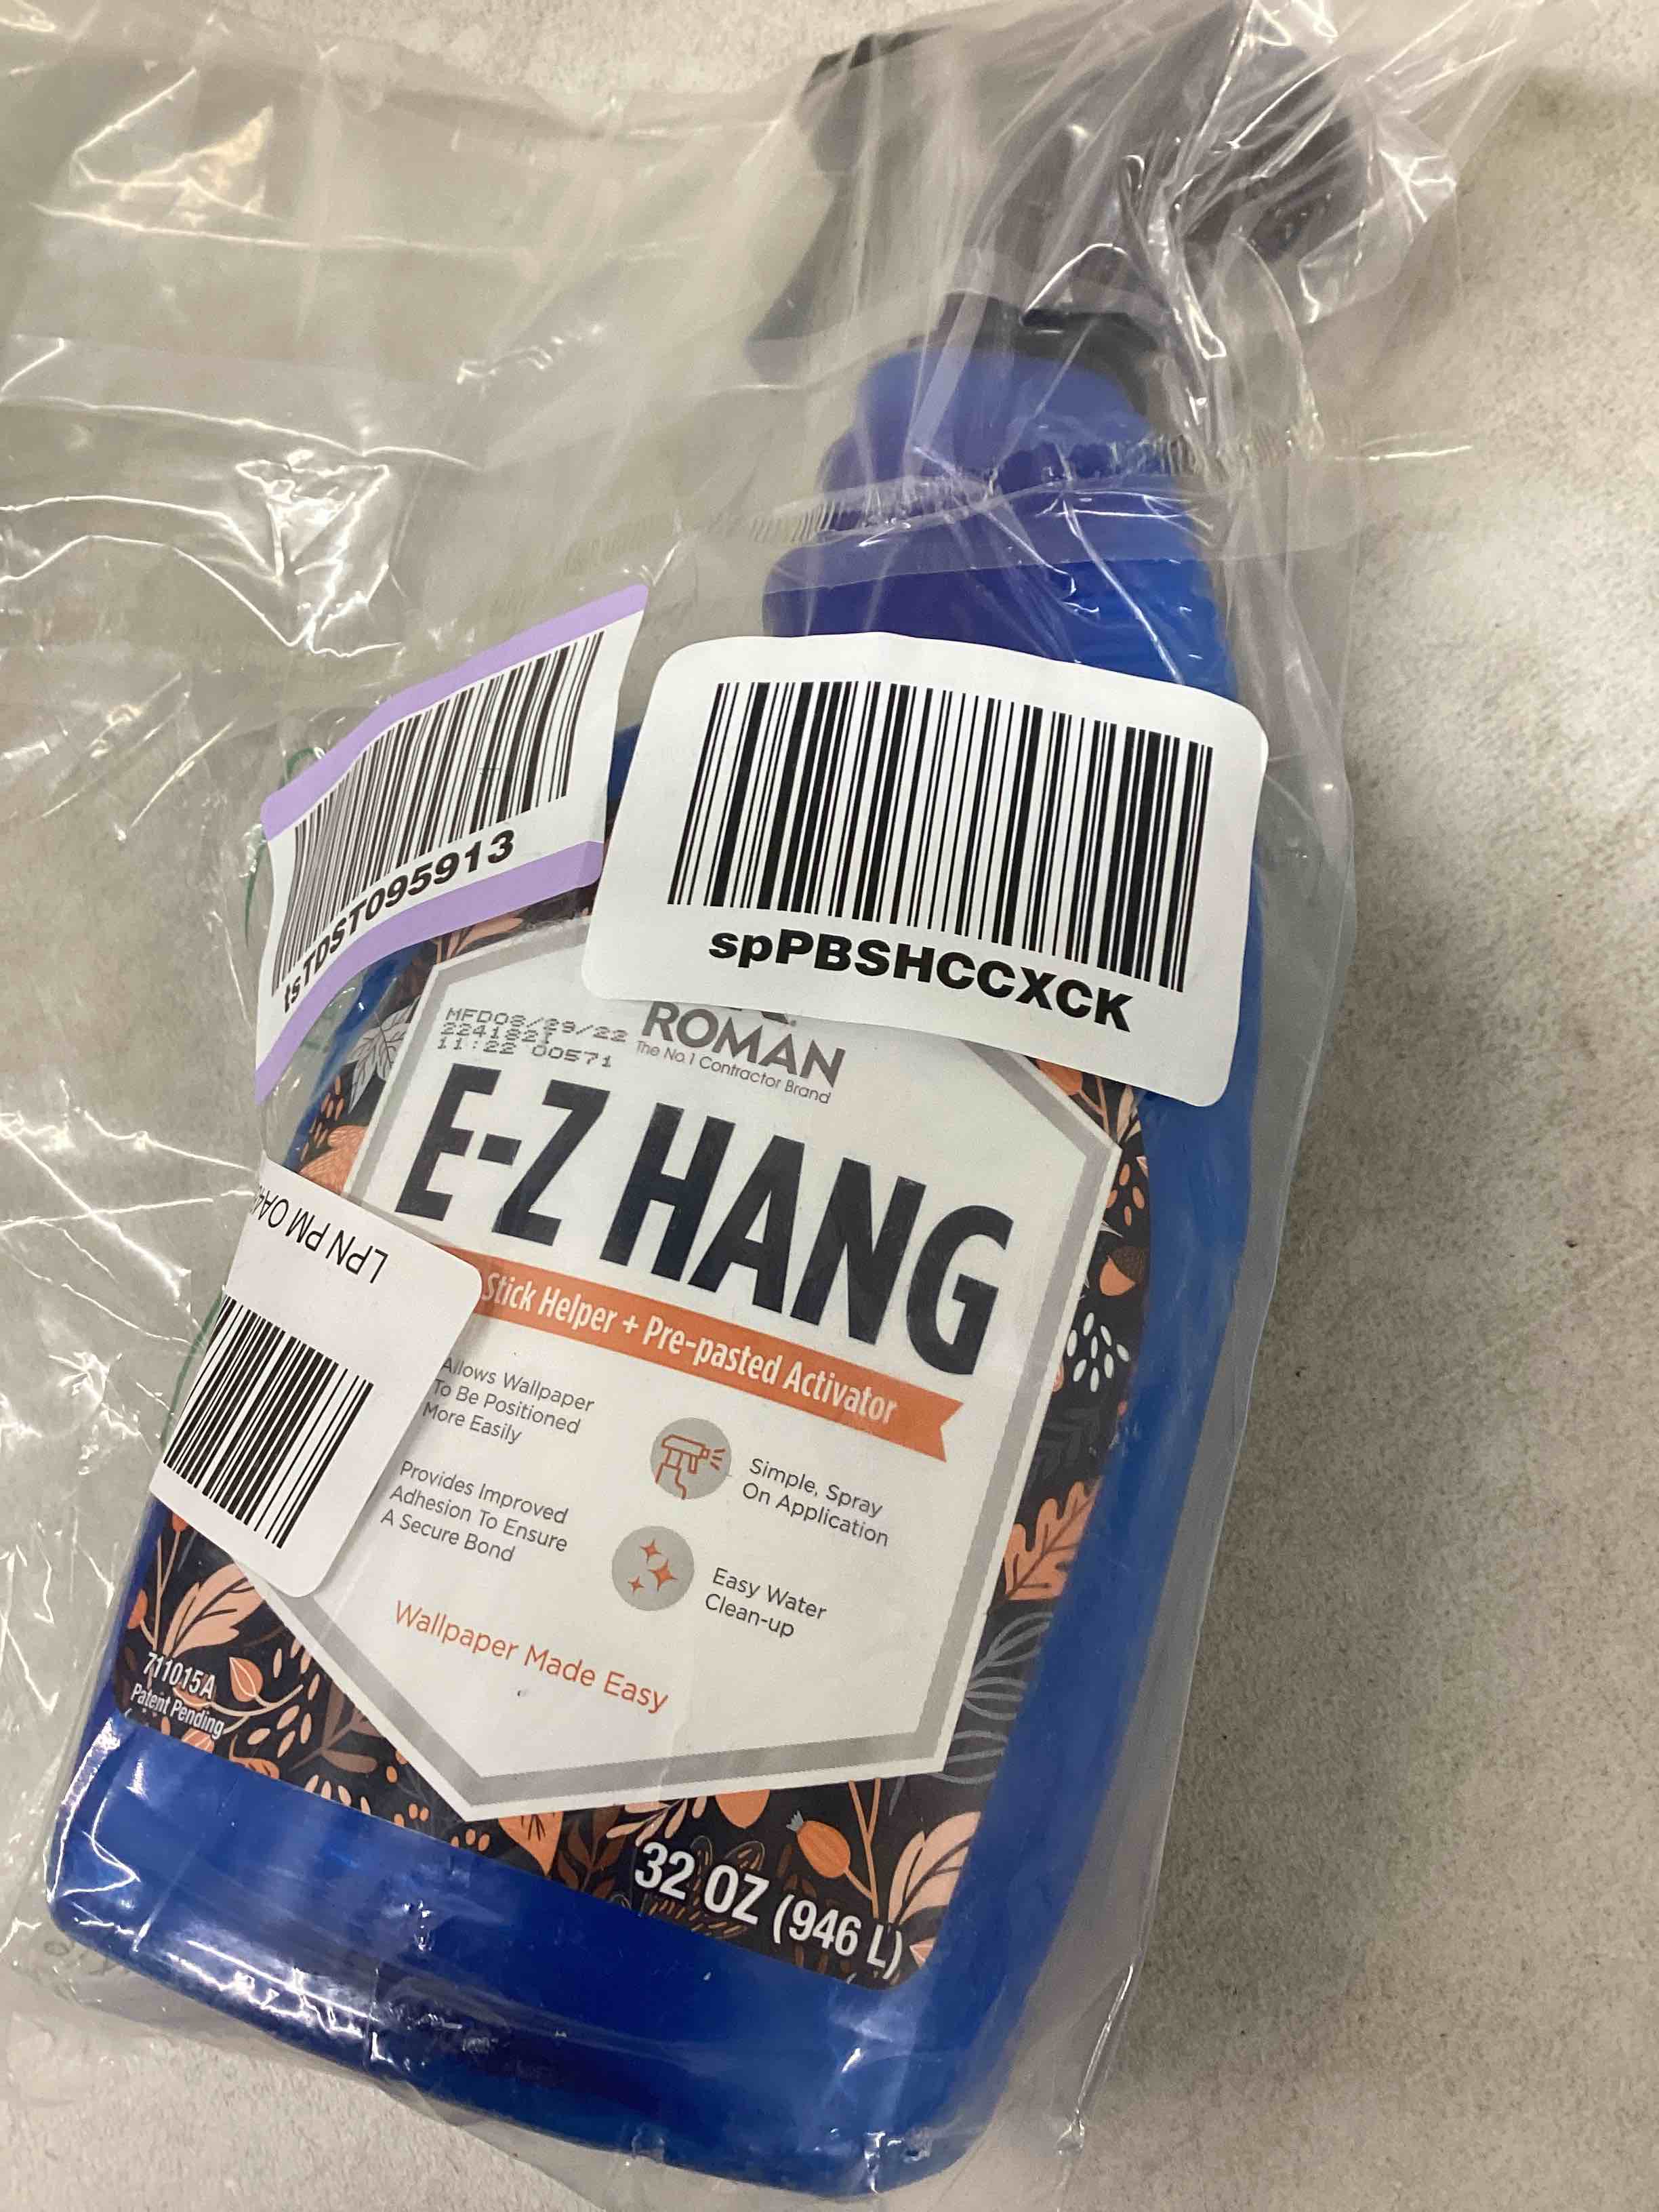 tsTDST095913
spPBSHCCXCK
MFD08/29/22
11:22 00571
ROMAN
The No.1 Contractor Brand
E-Z HANG
Stick Helper + Pre-pasted Activator
LPN PM
Allows Wallpaper
To Be Positioned
More Easily
Simple, Spray
On Application
Provides Improved
Adhesion To Ensure
A Secure Bond
Easy Water
Clean-up
Wallpaper Made Easy
711015A
Patent Pending
32 OZ (946 L)